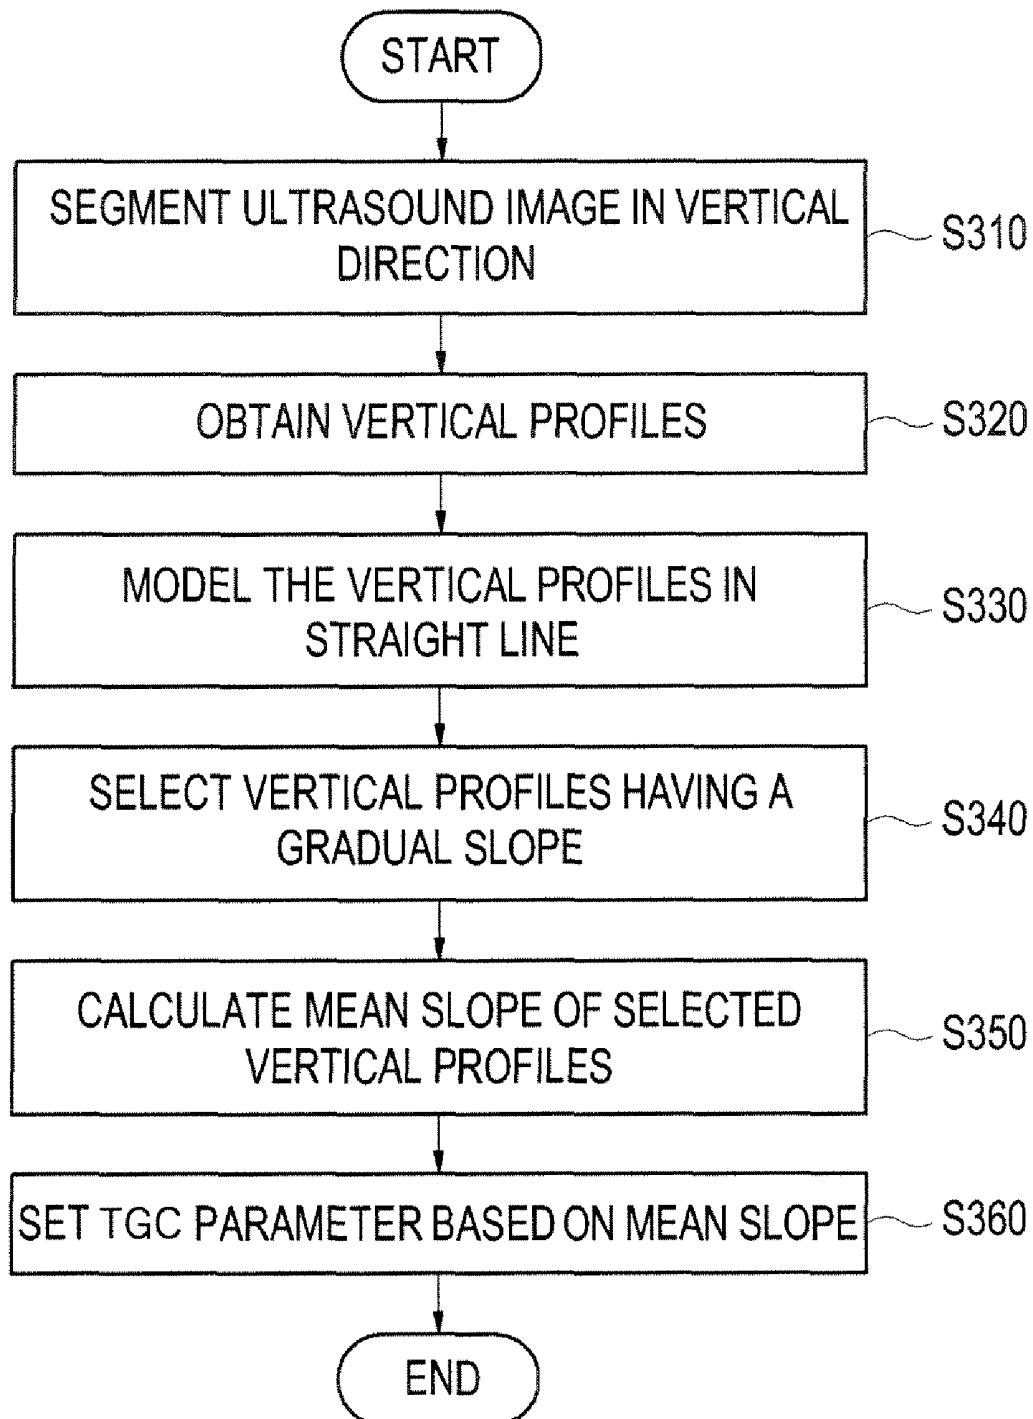 START
SEGMENT ULTRASOUND IMAGE IN VERTICAL
DIRECTION
S310
OBTAIN VERTICAL PROFILES
S320
MODEL THE VERTICAL PROFILES IN
STRAIGHT LINE
S330
SELECT VERTICAL PROFILES HAVING A
GRADUAL SLOPE
S340
CALCULATE MEAN SLOPE OF SELECTED
VERTICAL PROFILES
S350
SET TGC PARAMETER BASED ON MEAN SLOPE
S360
END